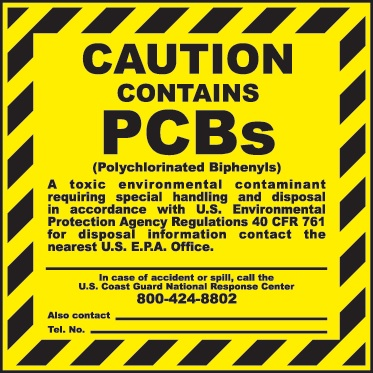 CAUTION
CONTAINS
PCBs
(Polychlorinated Biphenyls)
A toxic environmental contaminant
requiring special handling and disposal
in accordance with U.S. Environmental
Protection Agency Regulations 40 CFR 761
for disposal information contact the
nearest U.S. E.P.A. Office.
In case of accident or spill, call the
U.S. Coast Guard National Response Center
800-424-8802
Also contact
Tel. No.